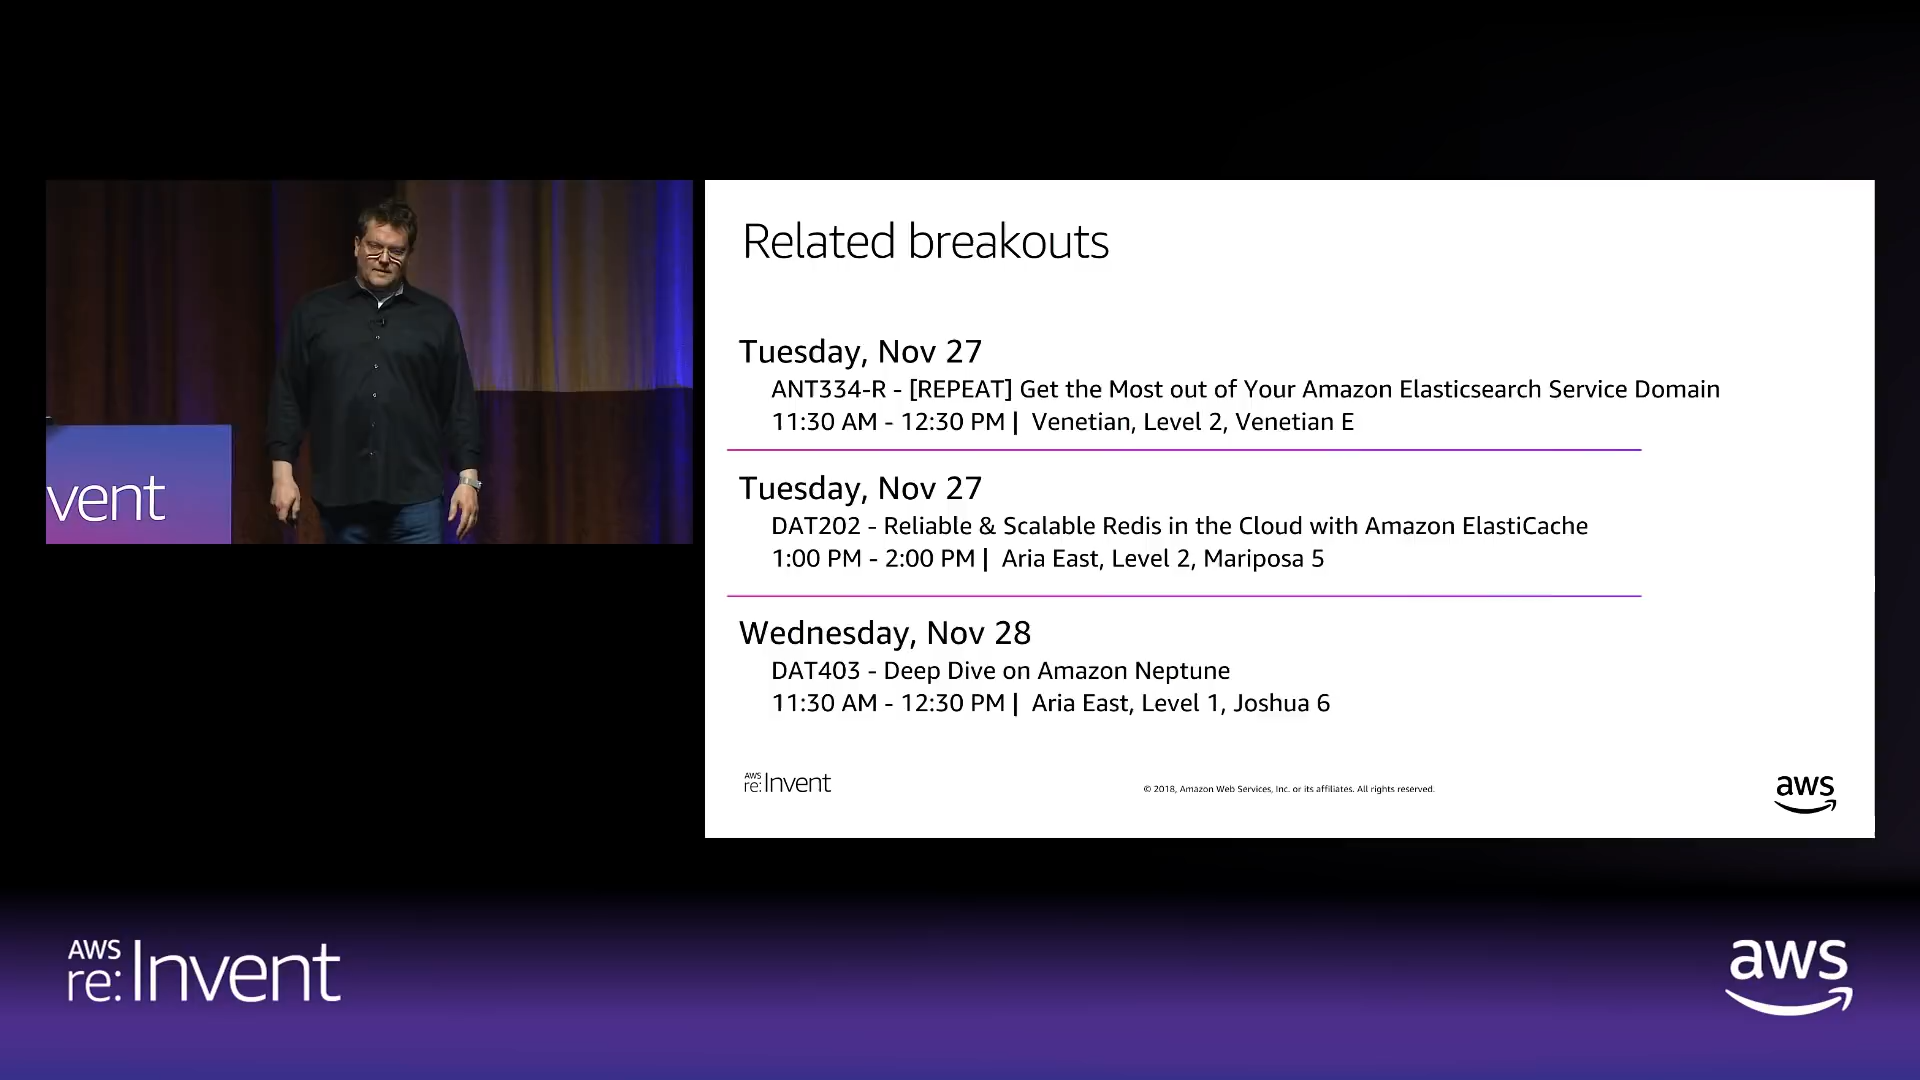 vent
Related breakouts
Tuesday, Nov 27
ANT334-R - [REPEAT] Get the Most out of Your Amazon Elasticsearch Service Domain
11:30 AM - 12:30 PM | Venetian, Level 2, Venetian E
Tuesday, Nov 27
DAT202 - Reliable & Scalable Redis in the Cloud with Amazon ElastiCache
1:00 PM - 2:00 PM | Aria East, Level 2, Mariposa 5
Wednesday, Nov 28
DAT403 - Deep Dive on Amazon Neptune
11:30 AM - 12:30 PM | Aria East, Level 1, Joshua 6
AWS
re:Invent
© 2018, Amazon Web Services, Inc. or its affiliates. All rights reserved.
aws
AWS
re:Invent
aws